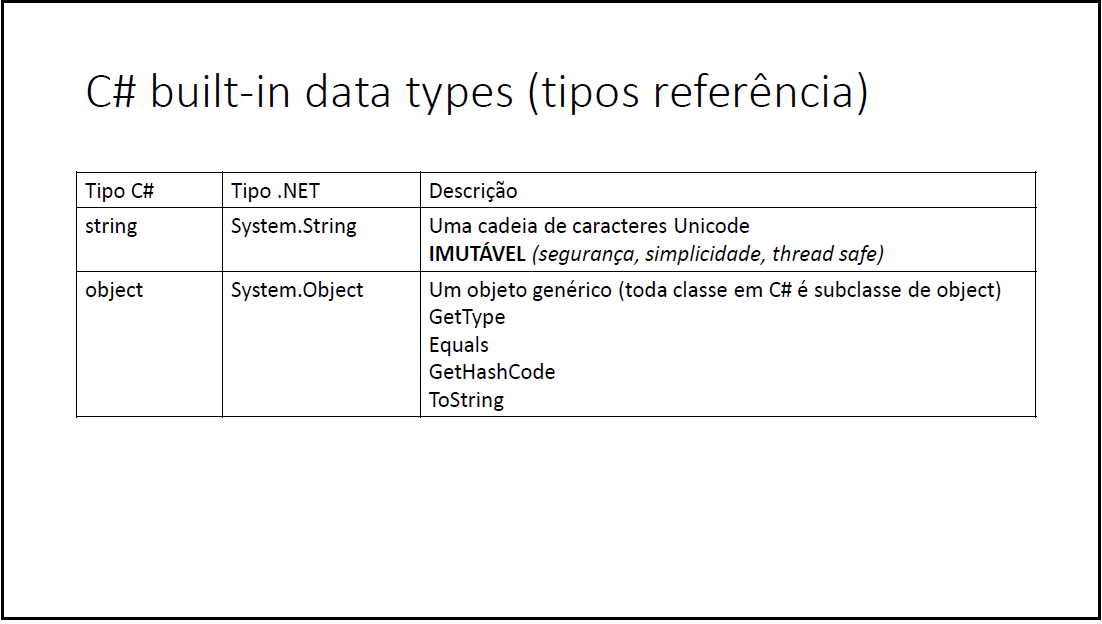 C# built-in data types (tipos referência)
Tipo C# Tipo .NET Descrição
string System.String Uma cadeia de caracteres Unicode
IMUTÁVEL (segurança, simplicidade, thread safe)
object System.Object Um objeto genérico (toda classe em C# é subclasse de object)
GetType
Equals
GetHashCode
ToString